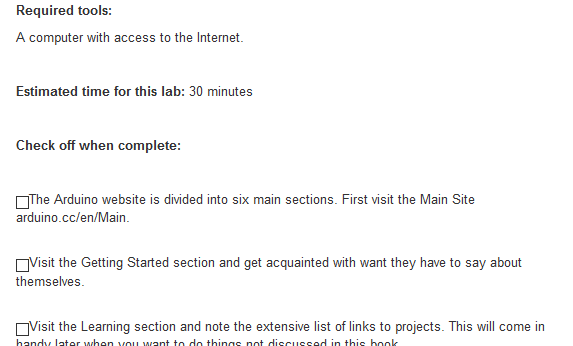 Required tools:
A computer with access to the Internet.
Estimated time for this lab: 30 minutes
Check off when complete:
The Arduino website is divided into six main sections. First visit the Main Site
arduino.cc/en/Main.
Visit the Getting Started section and get acquainted with want they have to say about
themselves.
Visit the Learning section and note the extensive list of links to projects. This will come in
handy later when you want to do things not discussed in this book